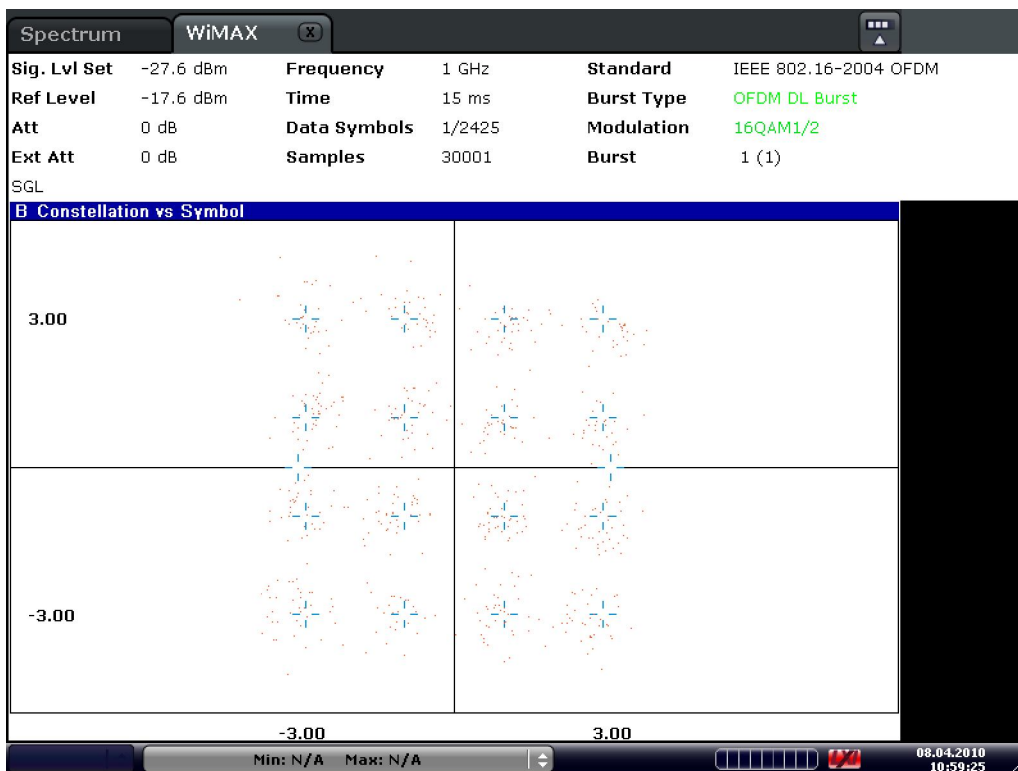 Spectrum WiMAX X
Sig. Lvl Set -27.6 dBm Frequency 1 GHz Standard IEEE 802.16-2004 OFDM
Ref Level -17.6 dBm Time 15 ms Burst Type OFDM DL Burst
Att 0 dB Data Symbols 1/2425 Modulation 16QAM1/2
Ext Att 0 dB Samples 30001 Burst 1 (1)
SGL
B Constellation vs Symbol
3.00
-3.00
-3.00 3.00
Min: N/A Max: N/A
08.04.2010
10:59:25